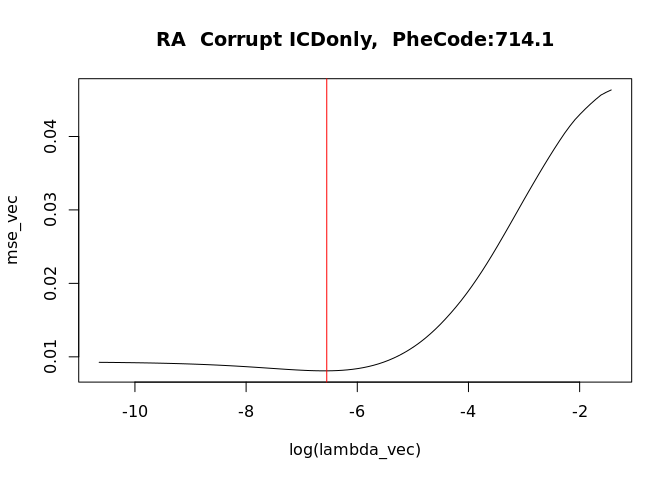 RA  Corrupt ICDonly,  PheCode:714.1
mse_vec
0.04
0.03
0.02
0.01
-10 -8 -6 -4 -2
log(lambda_vec)